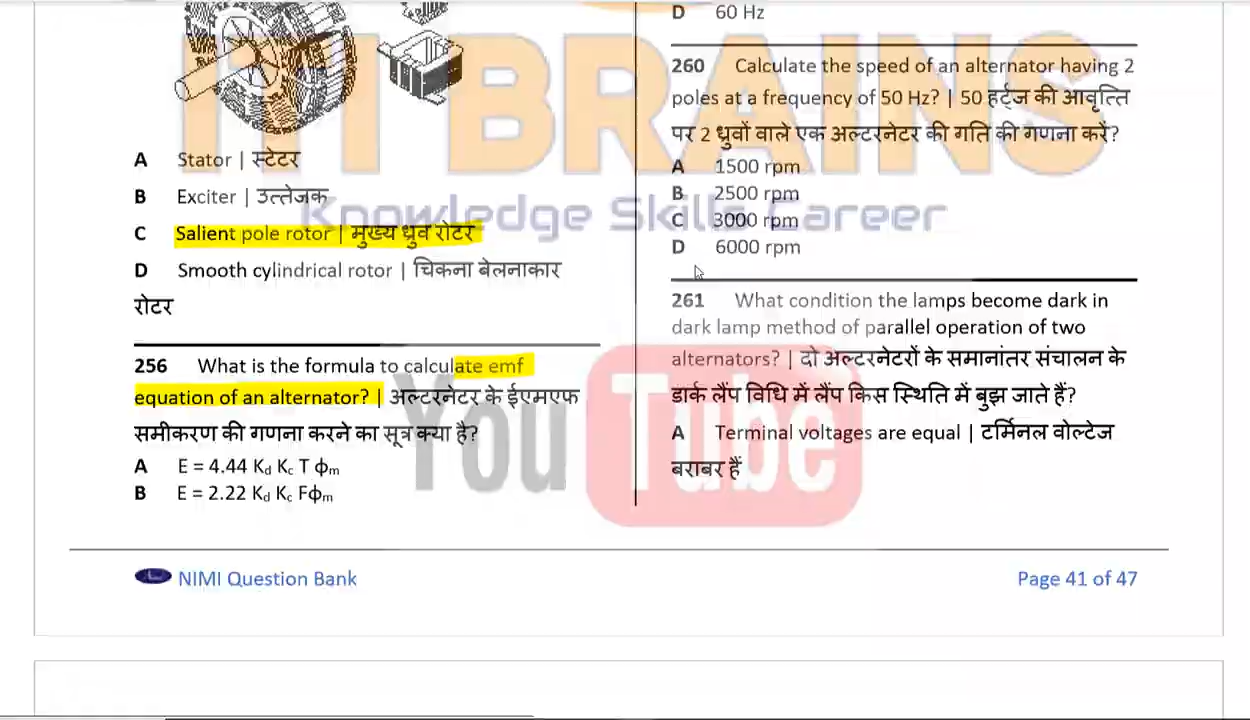 A Stator | स्टेटर
B Exciter | उत्तेजक
C Salient pole rotor | मुख्य ध्रुव रोटर
D Smooth cylindrical rotor | चिकना बेलनाकार
रोटर
256 What is the formula to calculate emf
equation of an alternator? | अल्टरनेटर के ईएमएफ
समीकरण की गणना करने का सूत्र क्या है?
A E = 4.44 Kd Kc T ϕm
B E = 2.22 Kd Kc Fϕm
D 60 Hz
260 Calculate the speed of an alternator having 2
poles at a frequency of 50 Hz? | 50 हर्ट्ज की आवृत्ति
पर 2 ध्रुवों वाले एक अल्टरनेटर की गति की गणना करें?
A 1500 rpm
B 2500 rpm
C 3000 rpm
D 6000 rpm
261 What condition the lamps become dark in
dark lamp method of parallel operation of two
alternators? | दो अल्टरनेटरों के समानांतर संचालन के
डार्क लैंप विधि में लैंप किस स्थिति में बुझ जाते हैं?
A Terminal voltages are equal | टर्मिनल वोल्टेज
बराबर हैं
ITI BRAINS
Knowledge Skills Career
YouTube
NIMI Question Bank
Page 41 of 47